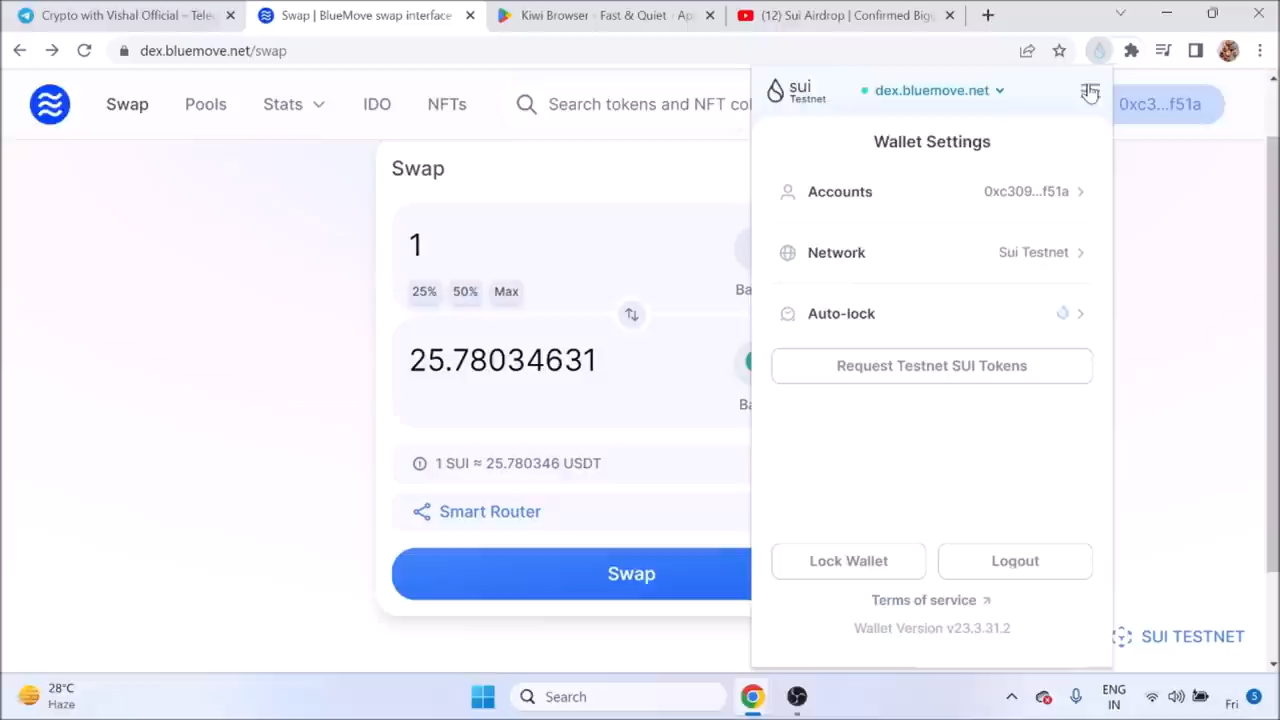 Crypto with Vishal Official – Tele
Swap | BlueMove swap interface
Kiwi Browser - Fast & Quiet - Ap
(12) Sui Airdrop | Confirmed Big
dex.bluemove.net/swap
Swap
Pools
Stats
IDO
NFTs
Search tokens and NFT col
0xc3...f51a
sui
Testnet
dex.bluemove.net
Wallet Settings
Accounts
0xc309...f51a
Network
Sui Testnet
Auto-lock
Request Testnet SUI Tokens
Lock Wallet
Logout
Terms of service
Wallet Version v23.3.31.2
Swap
1
25%
50%
Max
Ba
25.78034631
Ba
1 SUI ≈ 25.780346 USDT
Smart Router
Swap
SUI TESTNET
28°C
Haze
Search
ENG
IN
Fri
5